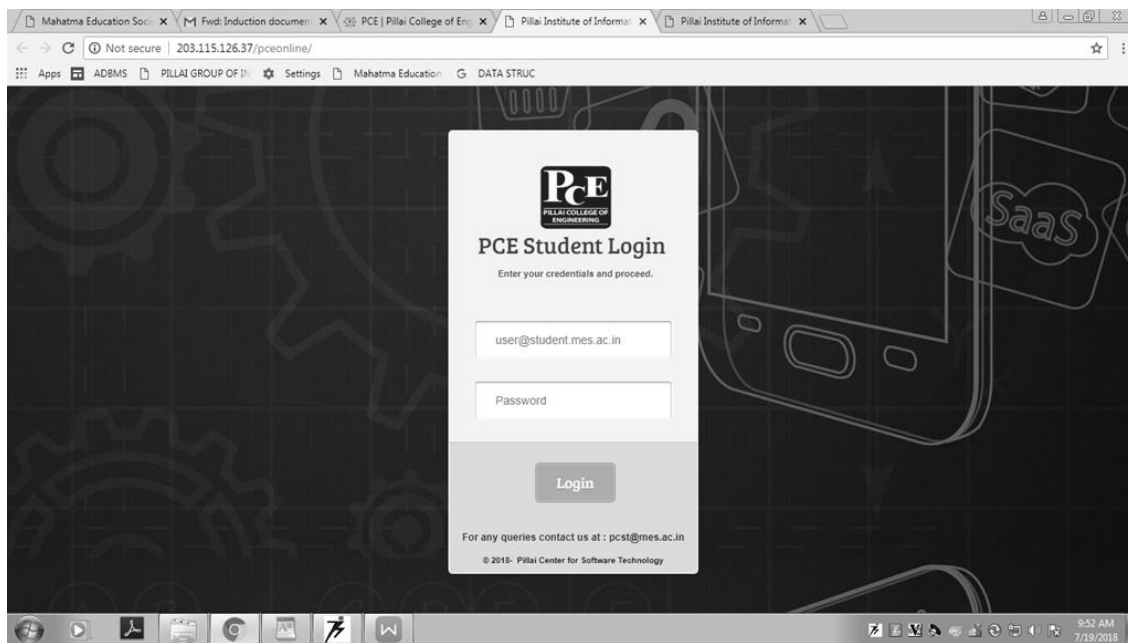 Mahatma Education Soci
Fwd: Induction document
PCE | Pillai College of Eng
Pillai Institute of Informat
Pillai Institute of Informat
Not secure | 203.115.126.37/pceonline/
Apps ADBMS PILLAI GROUP OF IN Settings Mahatma Education G DATA STRUC
SaaS
PCE
PILLAI COLLEGE OF
ENGINEERING
PCE Student Login
Enter your credentials and proceed.
user@student.mes.ac.in
Password
Login
For any queries contact us at : pcst@mes.ac.in
© 2018- Pillai Center for Software Technology
9:52 AM
7/19/2018